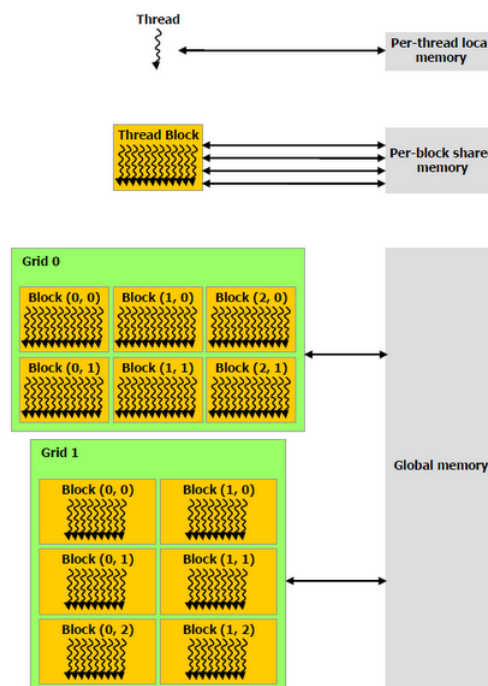 Thread
Per-thread local
memory
Thread Block
Per-block shared
memory
Grid 0
Block (0, 0) Block (1, 0) Block (2, 0)
Block (0, 1) Block (1, 1) Block (2, 1)
Grid 1
Block (0, 0) Block (1, 0)
Block (0, 1) Block (1, 1)
Block (0, 2) Block (1, 2)
Global memory